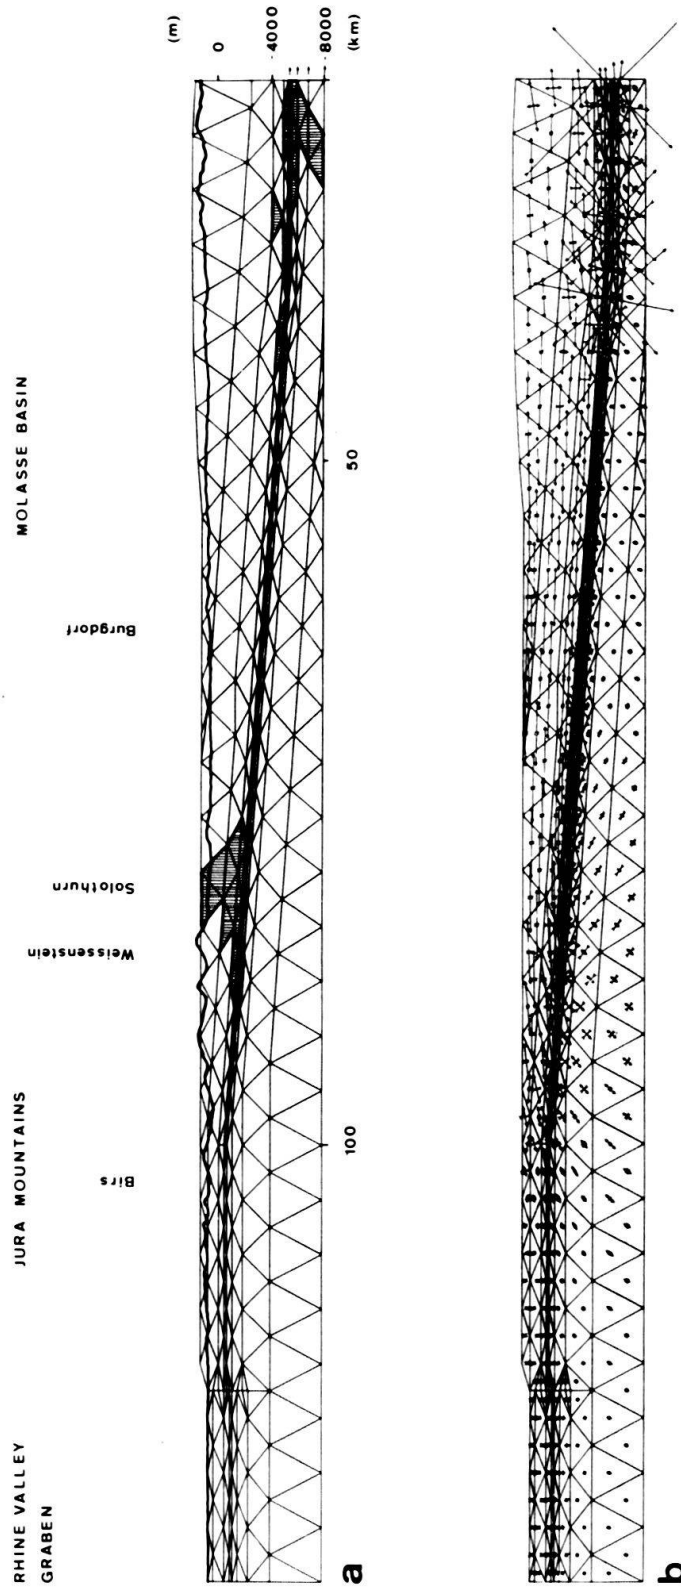 RHINE VALLEY
GRABEN
JURA MOUNTAINS
MOLASSE BASIN
Birs
Weissenstein
Solothurn
Burgdorf
(m)
0
4000
8000
(km)
100
50
a
b